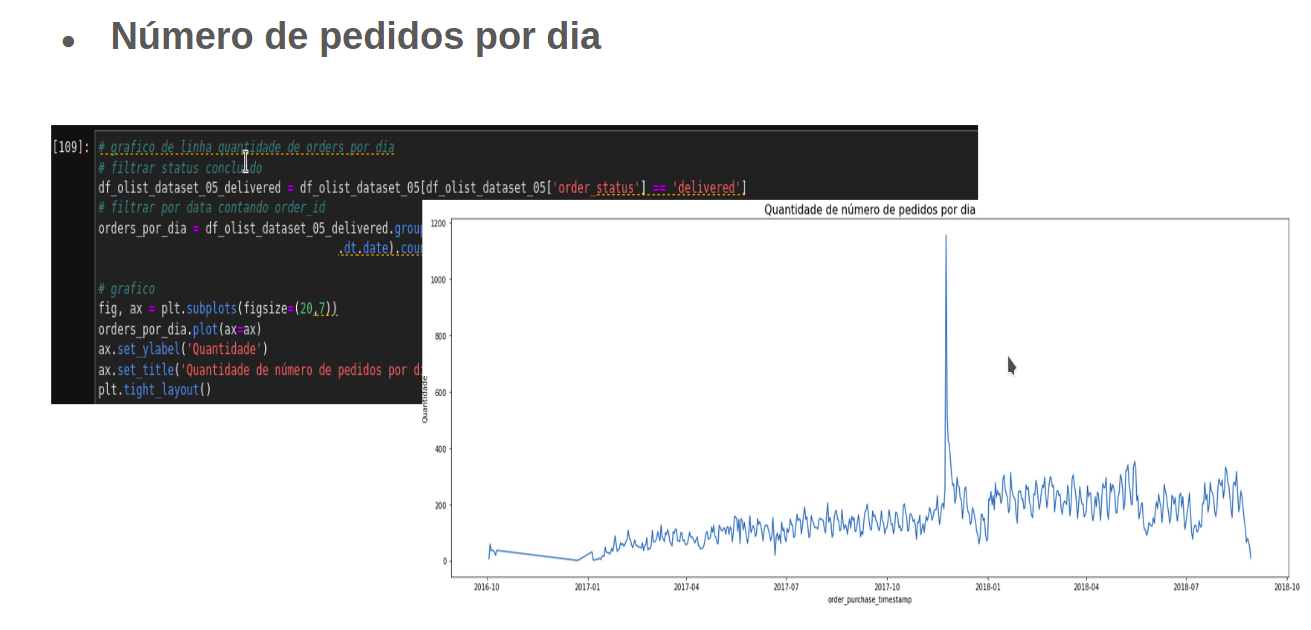 • Número de pedidos por dia
[109]: # grafico de linha quantidade de orders por dia
# filtrar status concluido
df_olist_dataset_05_delivered = df_olist_dataset_05[df_olist_dataset_05['order_status'] == 'delivered']
# filtrar por data contando order_id
orders_por_dia = df_olist_dataset_05_delivered.grou
.dt.date).cou
# grafico
fig, ax = plt.subplots(figsize=(20,7))
orders_por_dia.plot(ax=ax)
ax.set_ylabel('Quantidade')
ax.set_title('Quantidade de número de pedidos por di
plt.tight_layout()
Quantidade de número de pedidos por dia
1200
1000
800
600
400
200
0
Quantidade
2016-10 2017-01 2017-04 2017-07 2017-10 2018-01 2018-04 2018-07 2018-10
order_purchase_timestamp